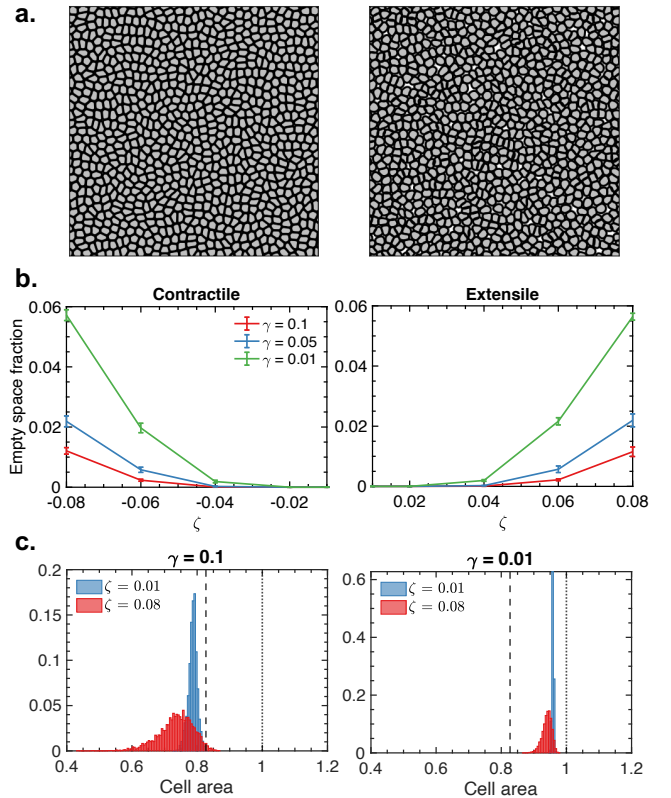 a.
b.
Contractile
Extensile
Empty space fraction
0.06
0.04
0.02
0
-0.08
-0.06
-0.04
-0.02
ζ
γ = 0.1
γ = 0.05
γ = 0.01
0.06
0.04
0.02
0
0.02
0.04
0.06
0.08
ζ
c.
γ = 0.1
γ = 0.01
0.2
0.15
0.1
0.05
0
ζ = 0.01
ζ = 0.08
0.4
0.6
0.8
1
1.2
Cell area
0.6
0.4
0.2
0
ζ = 0.01
ζ = 0.08
0.4
0.6
0.8
1
1.2
Cell area